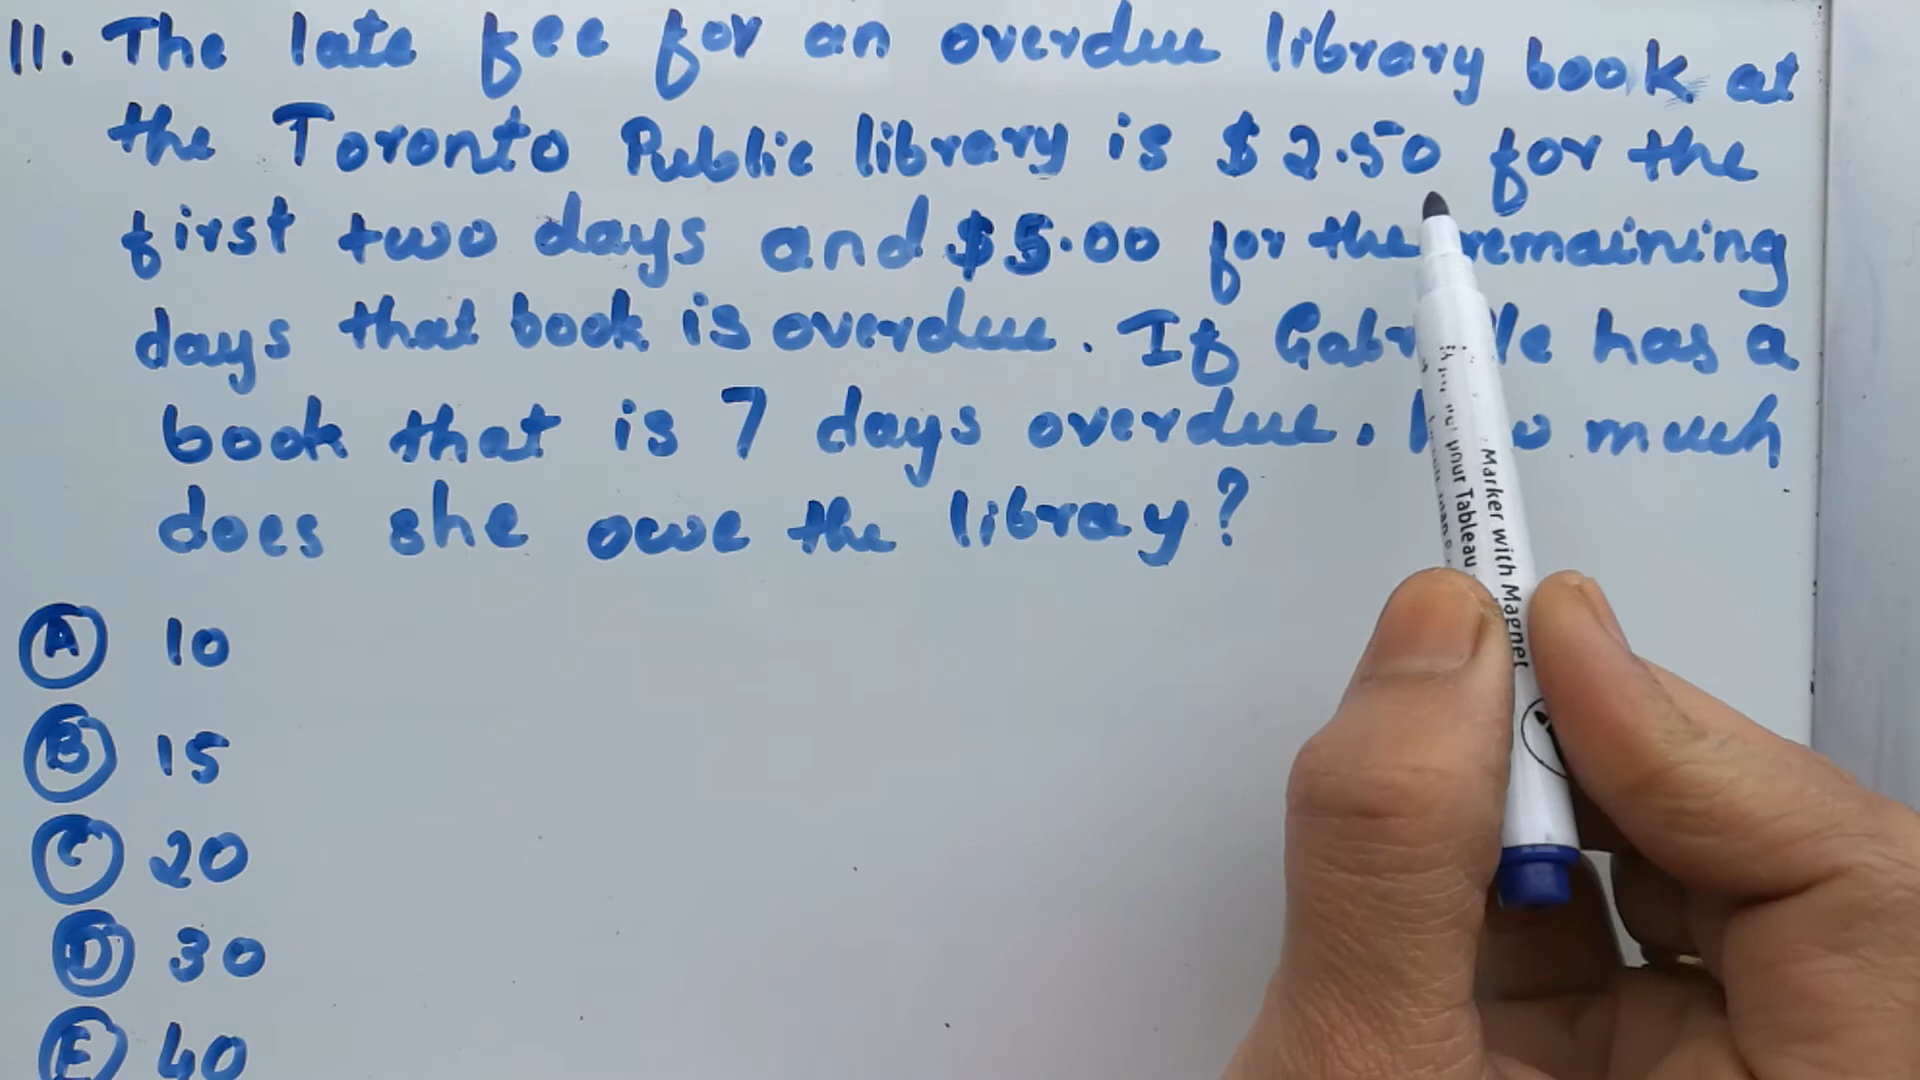 11. The late fee for an overdue library book at
the Toronto Public library is $2.50 for the
first two days and $5.00 for the remaining
days that book is overdue. If has a
book that is 7 days overdue. much
does she owe the library?
A 10
B 15
C 20
D 30
E 40
Marker with Magnet
your Tableau